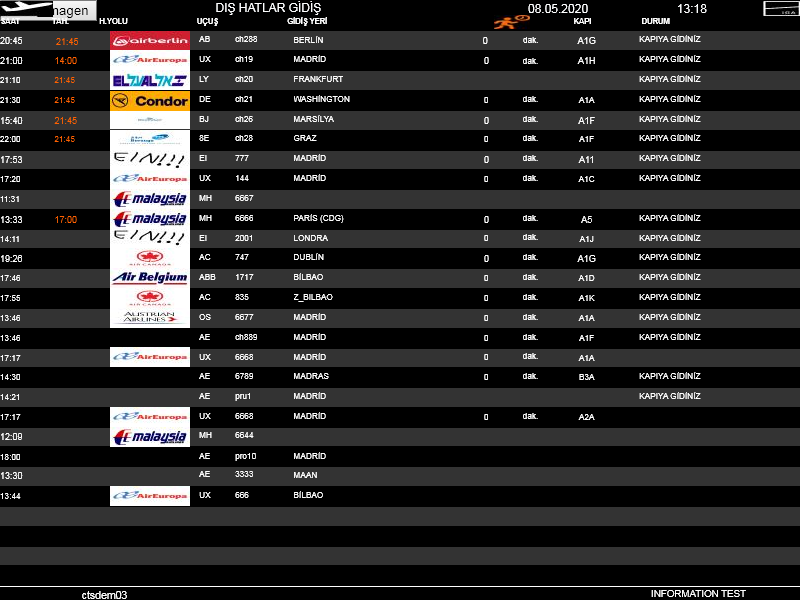 hagen DIŞ HATLAR GİDİŞ 08.05.2020 13:18 IGA
SAAT TAH. H.YOLU UÇUŞ GİDİŞ YERİ KAPI DURUM
20:45 21:45 airberlin AB ch288 BERLİN 0 dak. A1G KAPIYA GİDİNİZ
21:00 14:00 AirEuropa UX ch19 MADRİD 0 dak. A1H KAPIYA GİDİNİZ
21:10 21:45 ELAL אל על LY ch20 FRANKFURT KAPIYA GİDİNİZ
21:30 21:45 Condor DE ch21 WASHİNGTON 0 dak. A1A KAPIYA GİDİNİZ
15:40 21:45 BJ ch26 MARSİLYA 0 dak. A1F KAPIYA GİDİNİZ
22:00 21:45 8E ch28 GRAZ 0 dak. A1F KAPIYA GİDİNİZ
17:53 EI 777 MADRİD 0 dak. A11 KAPIYA GİDİNİZ
17:20 AirEuropa UX 144 MADRİD 0 dak. A1C KAPIYA GİDİNİZ
11:31 malaysia MH 6667
13:33 17:00 malaysia MH 6666 PARİS (CDG) 0 dak. A5 KAPIYA GİDİNİZ
14:11 EI 2001 LONDRA 0 dak. A1J KAPIYA GİDİNİZ
19:26 AIR CANADA AC 747 DUBLİN 0 dak. A1G KAPIYA GİDİNİZ
17:46 Air Belgium ABB 1717 BİLBAO 0 dak. A1D KAPIYA GİDİNİZ
17:55 AIR CANADA AC 835 Z_BILBAO 0 dak. A1K KAPIYA GİDİNİZ
13:46 AUSTRIAN AIRLINES OS 6677 MADRİD 0 dak. A1A KAPIYA GİDİNİZ
13:46 AE ch889 MADRİD 0 dak. A1F KAPIYA GİDİNİZ
17:17 AirEuropa UX 6668 MADRİD 0 dak. A1A
14:30 AE 6789 MADRAS 0 dak. B3A KAPIYA GİDİNİZ
14:21 AE pru1 MADRİD KAPIYA GİDİNİZ
17:17 AirEuropa UX 6668 MADRİD 0 dak. A2A
12:09 malaysia MH 6644
18:00 AE pro10 MADRİD
13:30 AE 3333 MAAN
13:44 AirEuropa UX 666 BİLBAO
ctsdem03 INFORMATION TEST